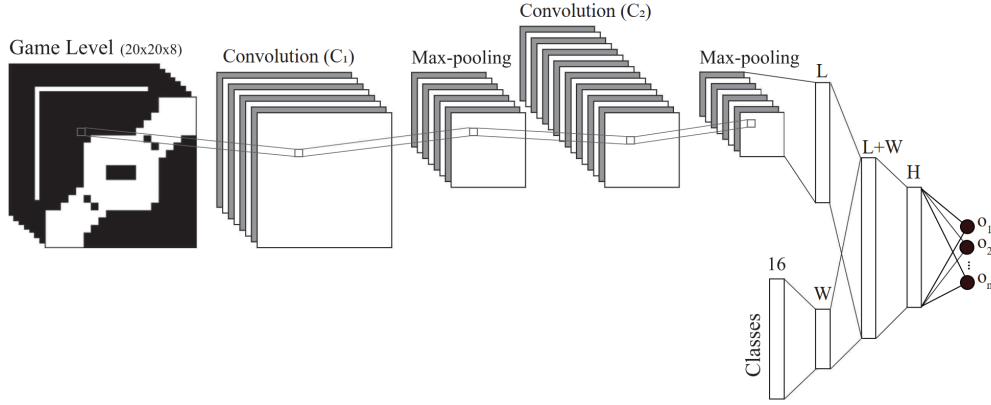 Game Level (20x20x8)
Convolution (C₁)
Max-pooling
Convolution (C₂)
Max-pooling
L
L+W
H
o₁
o₂
...
oₙ
16
W
Classes